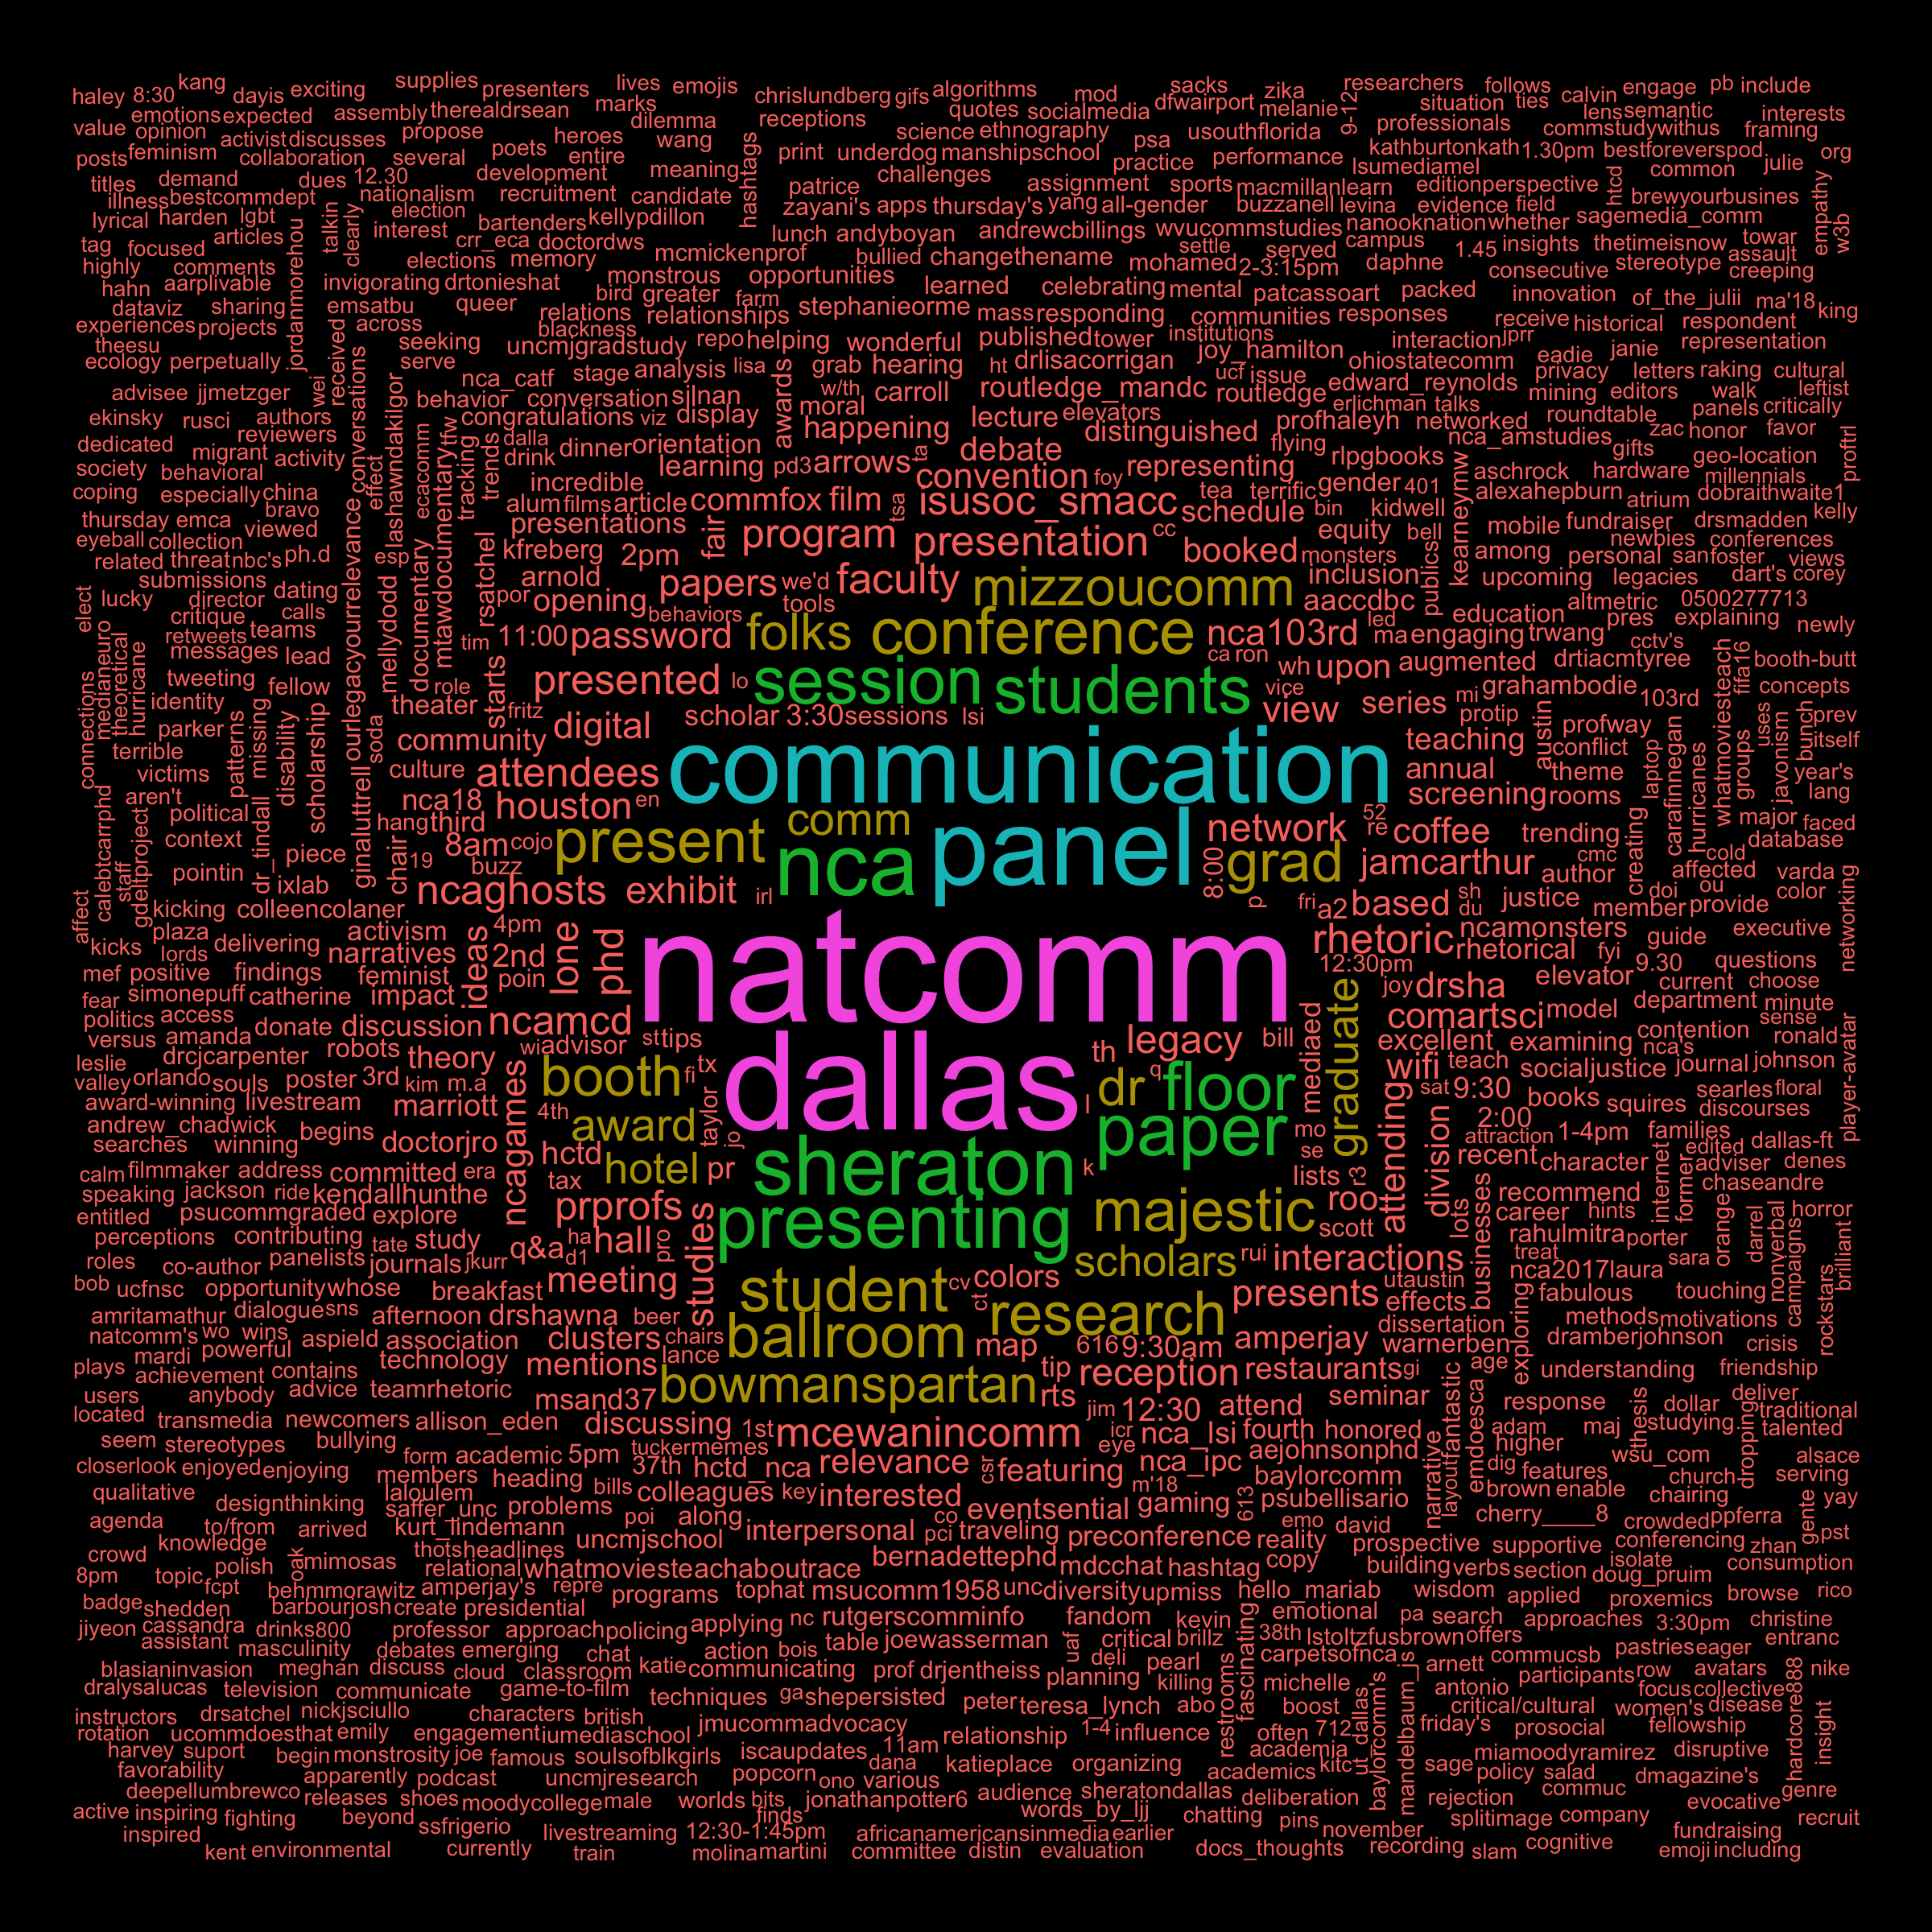 haley 8:30 kang dayis exciting supplies presenters lives emojis chrislundberg gifs algorithms mod sacks zika researchers follows calvin engage pb include
emotions expected assembly therealdrsean marks dilemma receptions quotes socialmedia dfwairport melanie 9-12 situation ties lens semantic interests
value opinion activist discusses propose poets heroes wang science ethnography psa usouthflorida professionals commstudywithus framing
posts feminism collaboration several entire meaning hashtags print underdog manshipschool practice performance kathburtonkath 1.30pm bestforeverspod julie org
titles demand dues 12.30 development challenges lsumediamel common
illness bestcommdept nationalism recruitment candidate patrice assignment sports macmillanlearn edition perspective htcd brewyourbusines empathy
lyrical harden lgbt talkin clearly election bartenders kellypdillon zayani's apps thursday's yang all-gender buzzanell levina evidence field w3b
tag focused articles interest crr_eca doctordws lunch andyboyan andrewcbillings wvucommstudies nanooknation whether sagemedia_comm
highly comments elections memory mcmickenprof bullied changethename settle served campus 1.45 insights thetimeisnow towar assault
hahn aarplivable jordanmorehou invigorating drtonieshat monstrous opportunities learned mohamed 2-3:15pm daphne consecutive stereotype creeping
dataviz sharing emsatbu queer bird greater farm stephanieorme celebrating mental patcassoart packed innovation of_the_julii ma'18 king
experiences projects across relations relationships mass responding communities responses receive historical respondent
theesu received seeking blackness repo helping wonderful published tower institutions interaction jprr representation
ecology perpetually conversations serve uncmjgradstudy analysis lisa grab hearing ht drlisacorrigan joy_hamilton ohiostatecomm eadie janie
advisee jjmetzger wei nca_catf stage awards w/th carroll routledge_mandc ucf issue edward_reynolds privacy letters raking cultural
behavior conversation silnan moral routledge mining editors walk leftist
ekinsky rusci authors lashawndakilgor congratulations viz display happening lecture elevators profhaleyh erlichman talks networked roundtable panels critically
dedicated reviewers ecacomm mtawdocumentaryftw dalla dinner orientation debate distinguished flying nca_amstudies zac honor favor proftrl
migrant activity tracking trends drink learning pd3 arrows ta convention foy representing rlpgbooks gifts geo-location
society behavioral effect incredible aschrock hardware millennials
coping especially china alum films article commfox film isusoc_smacc tea terrific gender 401 alexahepburn atrium dobraithwaite1
thursday emca bravo presentations fair program tsa presentation cc schedule bin kidwell kearneymw mobile fundraiser drsmadden kelly
eyeball collection viewed ourlegacyyourrelevance documentary rsatchel kfreberg 2pm booked equity bell newbies conferences
related threat nbc's ph.d esp monsters publics among personal sanfoster views
submissions mellydodd arnold papers we'd faculty mizzoucomm inclusion upcoming legacies dart's corey
elect lucky director dating por opening behaviors tools aaccdbc education altmetric 0500277713
critique calls tim 11:00 password folks conference nca103rd led ma engaging trwang pres explaining newly
retweets teams ca ron cctv's
medianeuro theoretical hurricane messages lead starts wh upon augmented drtiacmtyree whatmoviesteach fifa16 booth-butt
tweeting fellow role presented lo session students vice grahambodie concepts
connections identity theater fritz scholar 3:30 sessions lsi view series mi 103rd uses
parker patterns missing disability scholarship soda digital protip austin profway carafinnegan javonism bunch prev
terrible community communication teaching conflict laptop groups itself
victims culture attendees annual theme year's
aren't nca18 houston en screening rooms hurricanes lang
political gdeltproject dr_tindall ginaluttrell hang third comm 52 creating major faced
context chair 8am cojo present network re coffee trending database
calebtcarrphd piece 19 buzz nca panel cmc cold
pointin ixlab grad jamcarthur author affected varda
staff ncaghosts exhibit irl 8:00 sh doi ou color
affect kicking colleencolaner p fri a2 based du justice member provide
plaza activism 4pm ncamonsters guide executive networking
kicks lords delivering narratives ideas 2nd lone phd rhetoric rhetorical fyi
mef positive findings feminist poin natcomm 12:30pm 9.30 questions
fear simonepuff catherine impact joy drsha elevator current choose
politics access ncamcd comartsci model department minute
versus amanda donate discussion st tips graduate contention sense
leslie drcjcarpenter robots theory wi advisor th legacy bill mediaed excellent examining nca's ronald
valley orlando souls poster 3rd kim m.a ncagames booth fi tx dallas q dr floor wifi teach socialjustice journal johnson player-avatar
award-winning livestream marriott 4th taylor l sat 9:30 books squires searles floral
andrew_chadwick begins award jo paper mo attending 2:00 discourses
searches winning doctorjro hctd se attraction 1-4pm families edited dallas-ft
calm filmmaker address committed era hotel pr sheraton k lists r3 division recent character adviser denes
speaking jackson ride kendallhunthe tax roo recommend internet former chaseandre
entitled psucommgraded explore prprofs presenting majestic scott career hints horror
perceptions contributing tate study ha hall pro lots businesses rahulmitra porter orange darrel nonverbal campaigns brilliant
roles co-author panelists journals jkurr q&a d1 studies scholars rui interactions treat sara
bob ucfnsc opportunity whose breakfast meeting student cv colors utaustin nca2017 laura touching rockstars
amritamathur dialogue sns afternoon drshawna beer ct research presents effects exploring fabulous
natcomm's wo wins aspield association clusters chairs ballroom map 616 9:30am amperjay dissertation methods motivations
mardi powerful technology lance warnerben dramberjohnson crisis
plays achievement contains mentions tip reception restaurants gi age understanding friendship
users anybody advice teamrhetoric msand37 bowmanspartan rts seminar fantastic response dollar deliver
located transmedia newcomers allison_eden discussing 1st jim 12:30 attend emdoesca adam maj thesis studying traditional
seem stereotypes bullying mcewanincomm icr nca_lsi fourth honored narrative higher dropping talented
form academic 5pm tucker memes eye aejohnsonphd layout wsu_com alsace
closerlook enjoyed enjoying members heading 37th hctd_nca relevance csr featuring nca_ipc baylorcomm dig features church serving
qualitative laloulem bills colleagues key interested m'18 613 brown enable chairing yay
designthinking saffer_unc problems poi along co eventsential gaming psubellisario cherry____8 crowded ppferra gente
agenda to/from arrived kurt_lindemann interpersonal pci traveling preconference emo david conferencing pst
knowledge uncmjschool reality prospective supportive zhan
crowd polish oak mimosas thots headlines bernadettephd mdcchat hashtag copy building verbs section isolate consumption
8pm topic fcpt relational whatmoviesteachaboutrace doug_pruim
behmmorawitz amperjay's repre programs tophat msucomm1958 unc diversity upmiss hello_mariab wisdom applied proxemics browse rico
badge shedden barbourjosh create presidential rutgerscomminfo fandom kevin emotional pa search approaches 3:30pm christine
jiyeon cassandra drinks800 professor approach policing applying nc uaf fascinating 38th lstoltzfusbrown offers
assistant masculinity debates emerging chat action bois table joewasserman critical brillz carpetsofnca commucsb pastries eager entranc
blasianinvasion meghan discuss cloud classroom katie communicating prof drjentheiss deli pearl restrooms arnett participants row avatars nike
dralysalucas television communicate game-to-film techniques ga shepersisted planning killing michelle mandelbaum_js antonio focus collective hardcore888
instructors drsatchel nickjsciullo characters british peter teresa_lynch abo boost critical/cultural women's disease
rotation ucommdoesthat emily engagement iumediaschool jmucommadvocacy relationship 1-4 influence often 712 ut_dallas friday's prosocial fellowship insight
harvey suport begin monstrosity joe famous soulsofblkgirls iscaupdates 11am academia miamoodyramirez disruptive
favorability apparently podcast uncmjresearch popcorn dana katieplace organizing academics kitc baylorcomm's sage policy salad dmagazine's
deepellumbrewco releases shoes moodycollege male ono various audience sheratondallas deliberation rejection commuc genre
active inspiring fighting beyond ssfrigerio worlds bits jonathanpotter6 words_by_ljj chatting pins splitimage company evocative recruit
inspired livestreaming 12:30-1:45pm finds africanamericansinmedia earlier november cognitive fundraising
kent environmental currently train molina martini committee distin evaluation docs_thoughts recording slam emoji including